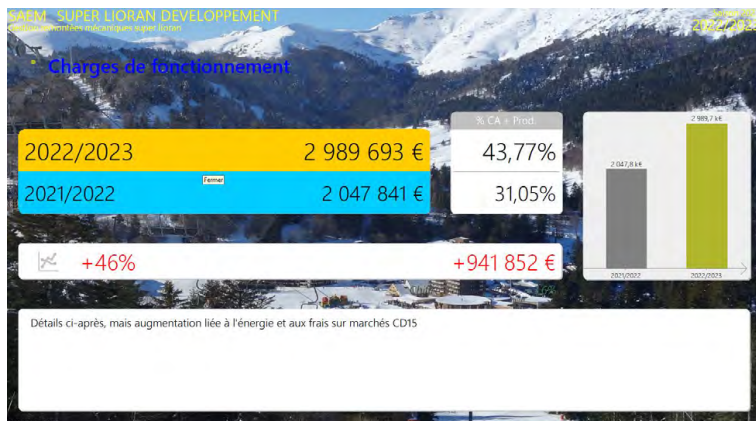 SAEM SUPER LIORAN DEVELOPPEMENT
2022/202
Charges de fonctionnement
% CA + Prod.
2022/2023 2 989 693 € 43,77%
2021/2022 2 047 841 € 31,05%
Fermer
2 989,7 k€
2 047,8 k€
2021/2022 2022/2023
+46% +941 852 €
Détails ci-après, mais augmentation liée à l'énergie et aux frais sur marchés CD15